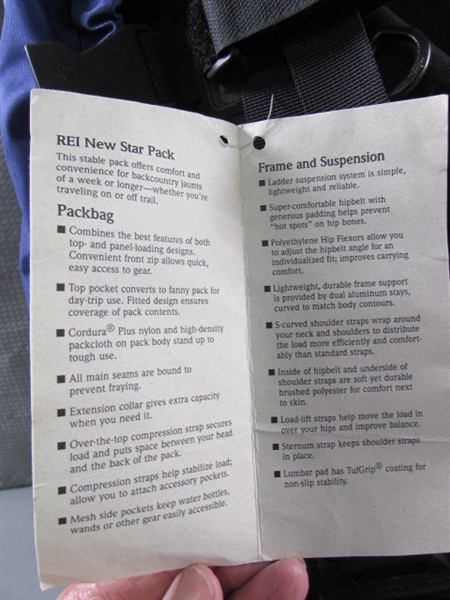 REI New Star Pack
This stable pack offers comfort and
convenience for backcountry jaunts
of a week or longer—whether you're
traveling on or off trail.
Packbag
■ Combines the best features of both
top- and panel-loading designs.
Convenient front zip allows quick,
easy access to gear.
■ Top pocket converts to fanny pack for
day-trip use. Fitted design ensures
coverage of pack contents.
■ Cordura® Plus nylon and high-density
packcloth on pack body stand up to
tough use.
■ All main seams are bound to
prevent fraying.
■ Extension collar gives extra capacity
when you need it.
■ Over-the-top compression strap secures
load and puts space between your head
and the back of the pack.
■ Compression straps help stabilize load;
allow you to attach accessory pockets.
■ Mesh side pockets keep water bottles,
wands or other gear easily accessible.
Frame and Suspension
■ Ladder suspension system is simple,
lightweight and reliable.
■ Super-comfortable hipbelt with
generous padding helps prevent
"hot spots" on hip bones.
■ Polyethylene Hip Flexors allow you
to adjust the hipbelt angle for an
individualized fit; improves carrying
comfort.
■ Lightweight, durable frame support
is provided by dual aluminum stays,
curved to match body contours.
■ S-curved shoulder straps wrap around
your neck and shoulders to distribute
the load more efficiently and comfort-
ably than standard straps.
■ Inside of hipbelt and underside of
shoulder straps are soft yet durable
brushed polyester for comfort next
to skin.
■ Load-lift straps help move the load in
over your hips and improve balance.
■ Sternum strap keeps shoulder straps
in place.
■ Lumbar pad has TufGrip® coating for
non-slip stability.